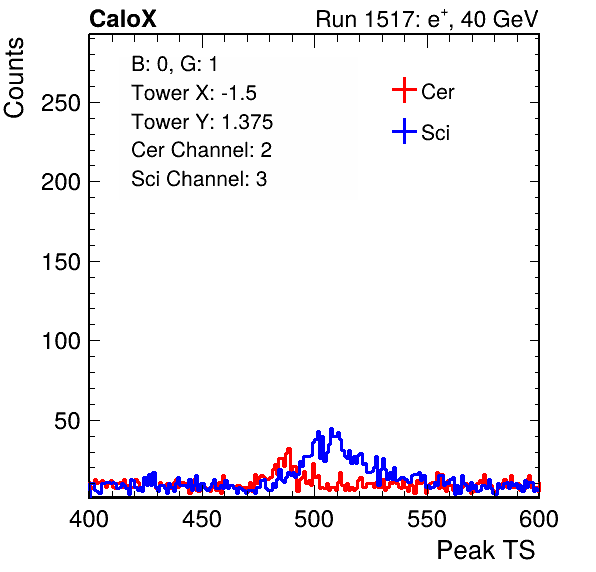 CaloX
Run 1517: e⁺, 40 GeV
Counts
B: 0, G: 1
Tower X: -1.5
Tower Y: 1.375
Cer Channel: 2
Sci Channel: 3
Cer
Sci
250
200
150
100
50
400 450 500 550 600
Peak TS